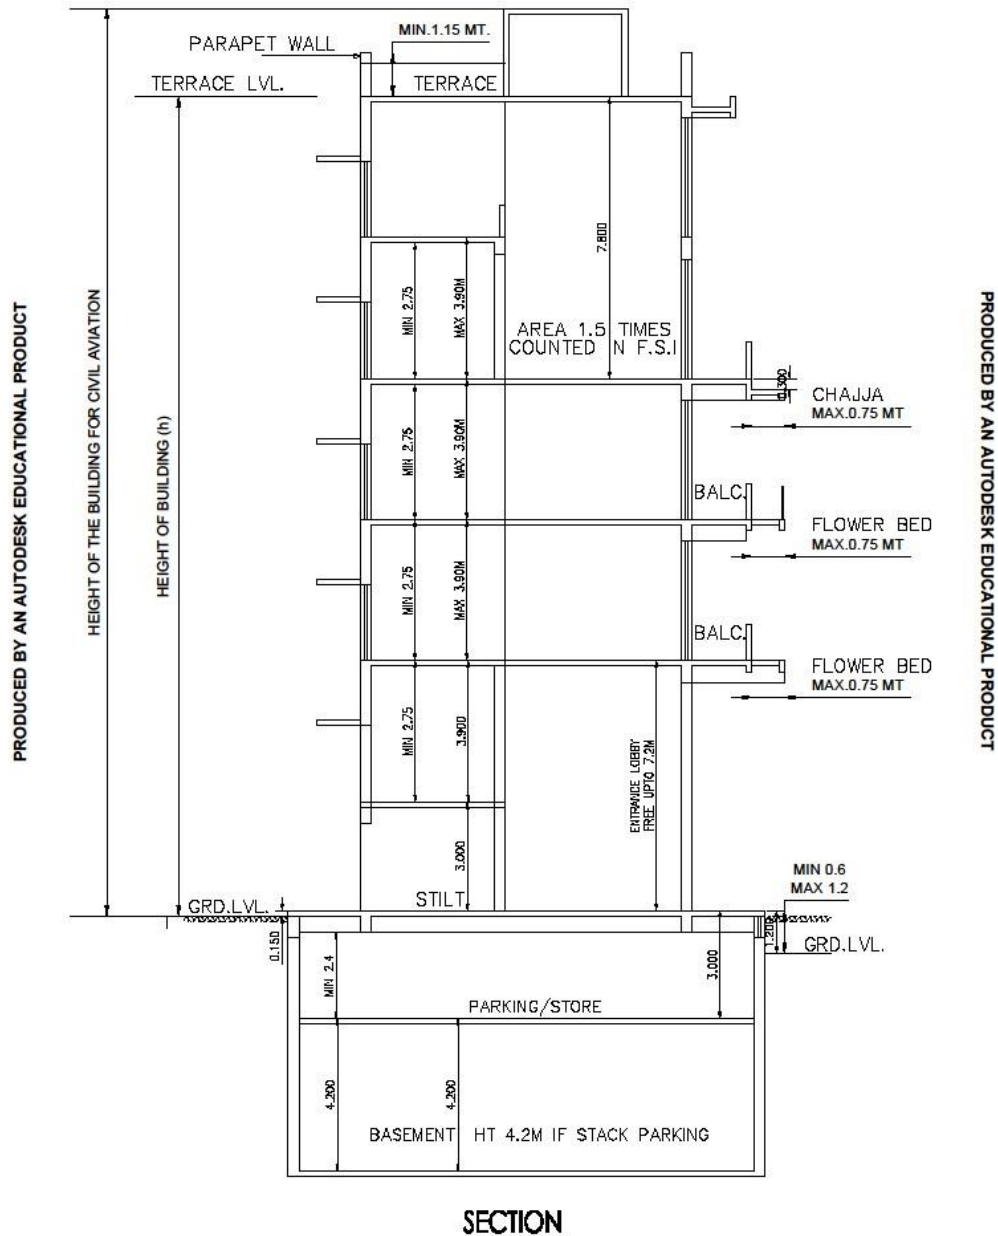 MIN.1.15 MT.
PARAPET WALL
TERRACE LVL.
TERRACE
7.800
MIN 2.75
MAX 3.90M
AREA 1.5 TIMES
COUNTED N F.S.I
0.300
CHAJJA
MAX.0.75 MT
MIN 2.75
MAX 3.90M
BALC.
FLOWER BED
MAX.0.75 MT
MIN 2.75
MAX 3.90M
BALC.
FLOWER BED
MAX.0.75 MT
MIN 2.75
3.900
ENTRANCE LOBBY
FREE UPTO 7.2M
3.000
STILT
MIN 0.6
MAX 1.2
GRD.LVL.
0.150
1.200
GRD.LVL.
MIN 2.4
3.000
PARKING/STORE
4.200
4.200
BASEMENT HT 4.2M IF STACK PARKING
SECTION
HEIGHT OF THE BUILDING FOR CIVIL AVIATION
HEIGHT OF BUILDING (h)
PRODUCED BY AN AUTODESK EDUCATIONAL PRODUCT
PRODUCED BY AN AUTODESK EDUCATIONAL PRODUCT